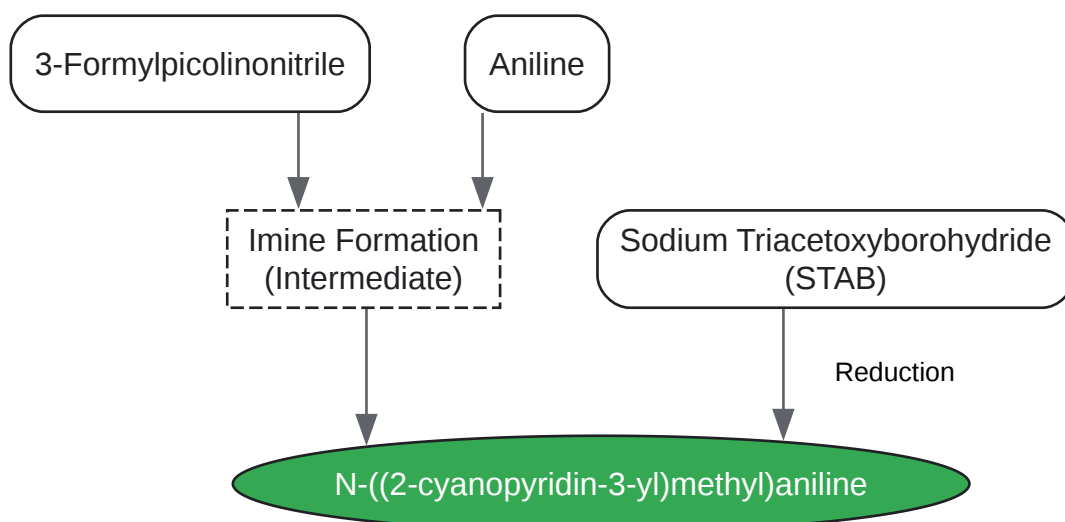 3-Formylpicolinonitrile
Aniline
Imine Formation
(Intermediate)
Sodium Triacetoxyborohydride
(STAB)
Reduction
N-((2-cyanopyridin-3-yl)methyl)aniline